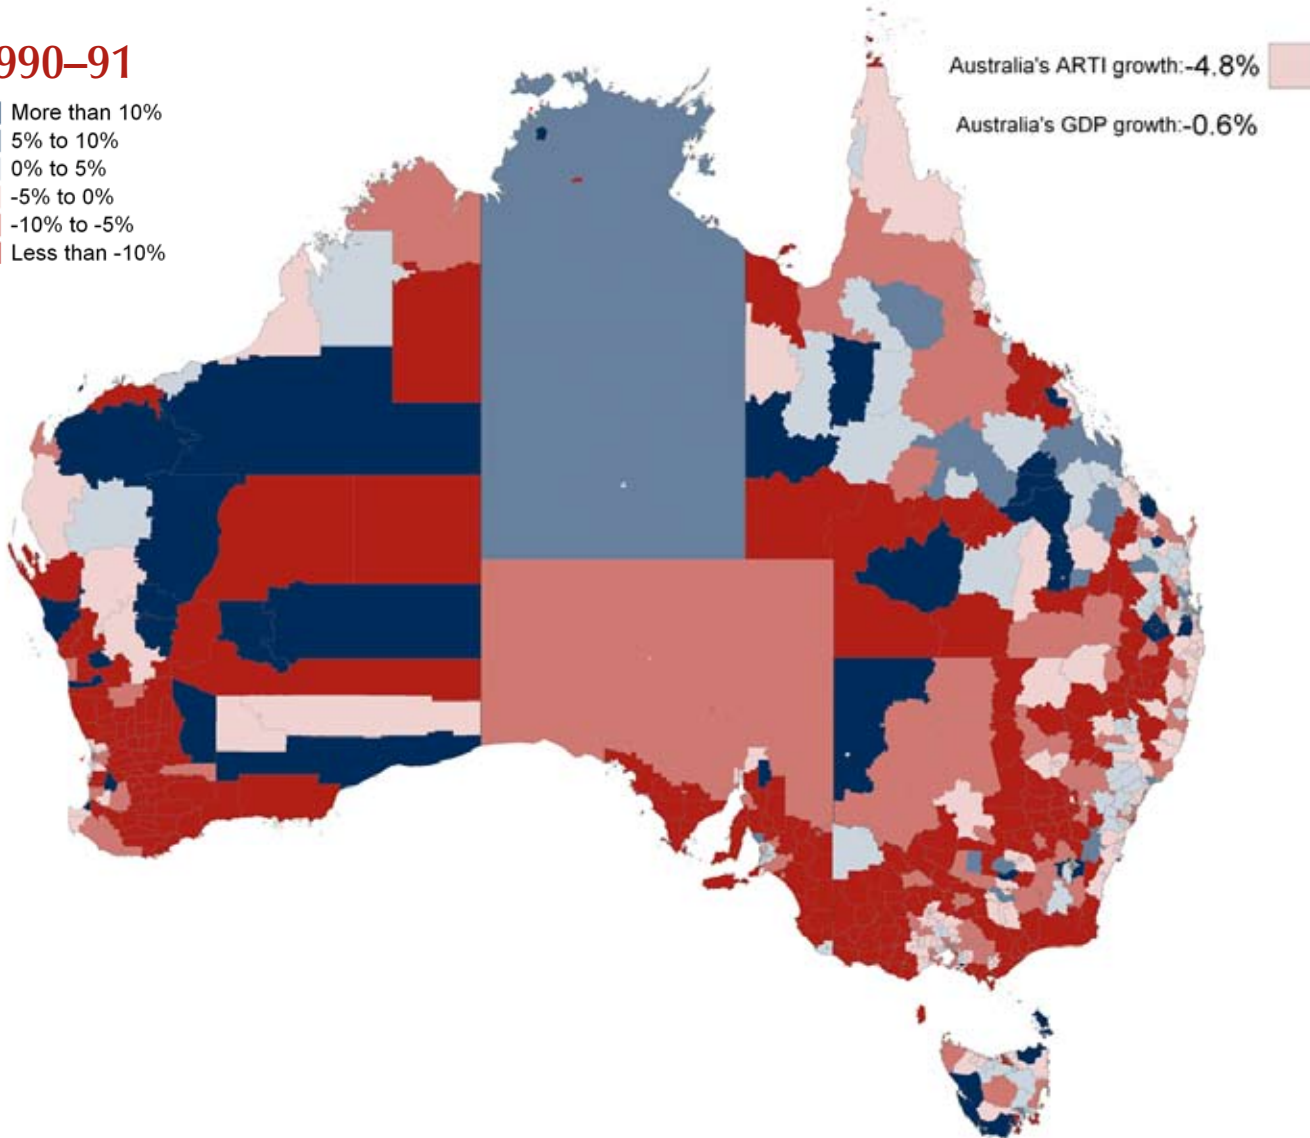 990–91
More than 10%
5% to 10%
0% to 5%
-5% to 0%
-10% to -5%
Less than -10%
Australia's ARTI growth:-4.8%
Australia's GDP growth:-0.6%